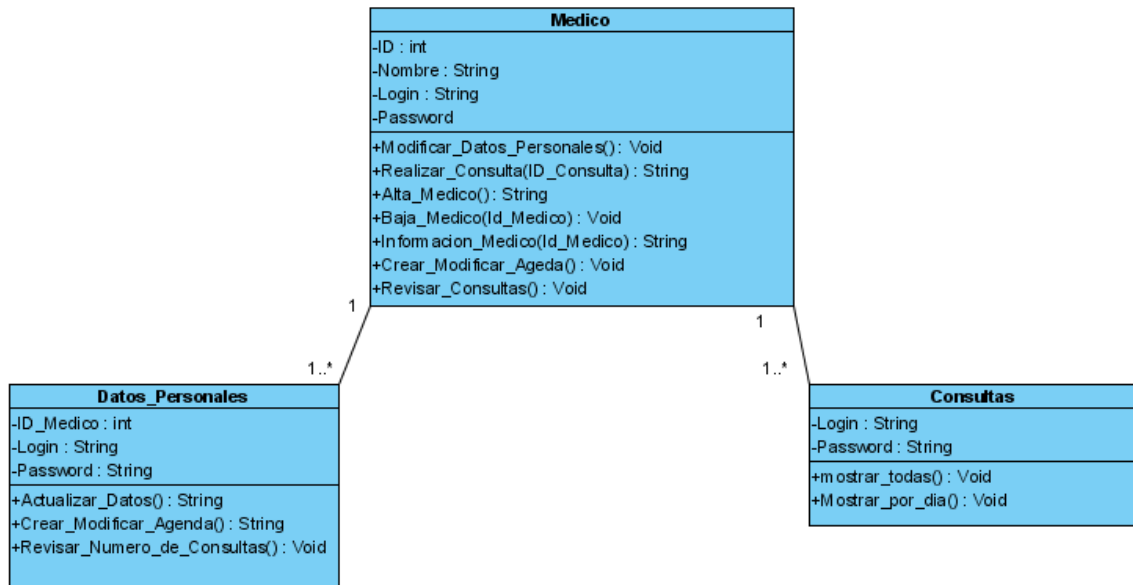 Medico
-ID : int
-Nombre : String
-Login : String
-Password
+Modificar_Datos_Personales() : Void
+Realizar_Consulta(ID_Consulta) : String
+Alta_Medico() : String
+Baja_Medico(Id_Medico) : Void
+Informacion_Medico(Id_Medico) : String
+Crear_Modificar_Ageda() : Void
+Revisar_Consultas() : Void
1
1
1..*
1..*
Datos_Personales
-ID_Medico : int
-Login : String
-Password : String
+Actualizar_Datos() : String
+Crear_Modificar_Agenda() : String
+Revisar_Numero_de_Consultas() : Void
Consultas
-Login : String
-Password : String
+mostrar_todas() : Void
+Mostrar_por_dia() : Void